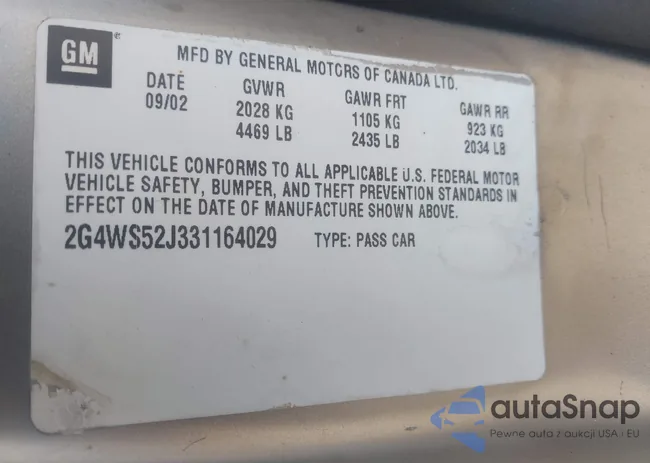 GM
MFD BY GENERAL MOTORS OF CANADA LTD.
DATE GVWR GAWR FRT GAWR RR
09/02 2028 KG 1105 KG 923 KG
4469 LB 2435 LB 2034 LB
THIS VEHICLE CONFORMS TO ALL APPLICABLE U.S. FEDERAL MOTOR
VEHICLE SAFETY, BUMPER, AND THEFT PREVENTION STANDARDS IN
EFFECT ON THE DATE OF MANUFACTURE SHOWN ABOVE.
2G4WS52J331164029 TYPE: PASS CAR
autaSnap
Pewne auta z aukcji USA i EU